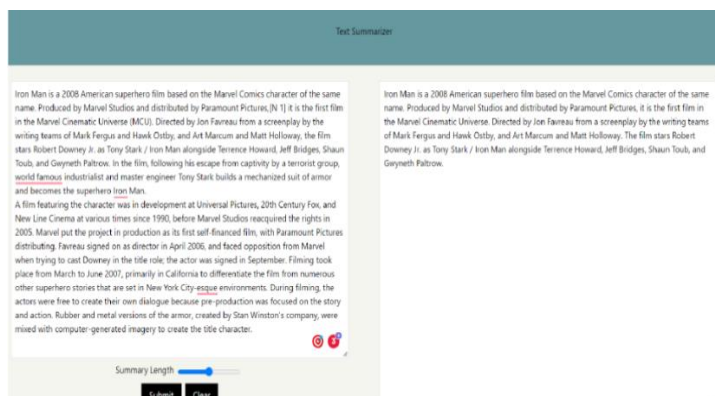 Text Summarizer
Iron Man is a 2008 American superhero film based on the Marvel Comics character of the same
name. Produced by Marvel Studios and distributed by Paramount Pictures,[N 1] it is the first film
in the Marvel Cinematic Universe (MCU). Directed by Jon Favreau from a screenplay by the
writing teams of Mark Fergus and Hawk Ostby, and Art Marcum and Matt Holloway, the film
stars Robert Downey Jr. as Tony Stark / Iron Man alongside Terrence Howard, Jeff Bridges, Shaun
Toub, and Gwyneth Paltrow. In the film, following his escape from captivity by a terrorist group,
world famous industrialist and master engineer Tony Stark builds a mechanized suit of armor
and becomes the superhero Iron Man.
A film featuring the character was in development at Universal Pictures, 20th Century Fox, and
New Line Cinema at various times since 1990, before Marvel Studios reacquired the rights in
2005. Marvel put the project in production as its first self-financed film, with Paramount Pictures
distributing. Favreau signed on as director in April 2006, and faced opposition from Marvel
when trying to cast Downey in the title role; the actor was signed in September. Filming took
place from March to June 2007, primarily in California to differentiate the film from numerous
other superhero stories that are set in New York City-esque environments. During filming, the
actors were free to create their own dialogue because pre-production was focused on the story
and action. Rubber and metal versions of the armor, created by Stan Winston's company, were
mixed with computer-generated imagery to create the title character.
Summary Length
Submit Clear
Iron Man is a 2008 American superhero film based on the Marvel Comics character of the same
name. Produced by Marvel Studios and distributed by Paramount Pictures, it is the first film in
the Marvel Cinematic Universe (MCU). Directed by Jon Favreau from a screenplay by the
writing teams of Mark Fergus and Hawk Ostby, and Art Marcum and Matt Holloway. The film stars Robert
Downey Jr. as Tony Stark / Iron Man alongside Terrence Howard, Jeff Bridges, Shaun Toub, and
Gwyneth Paltrow.